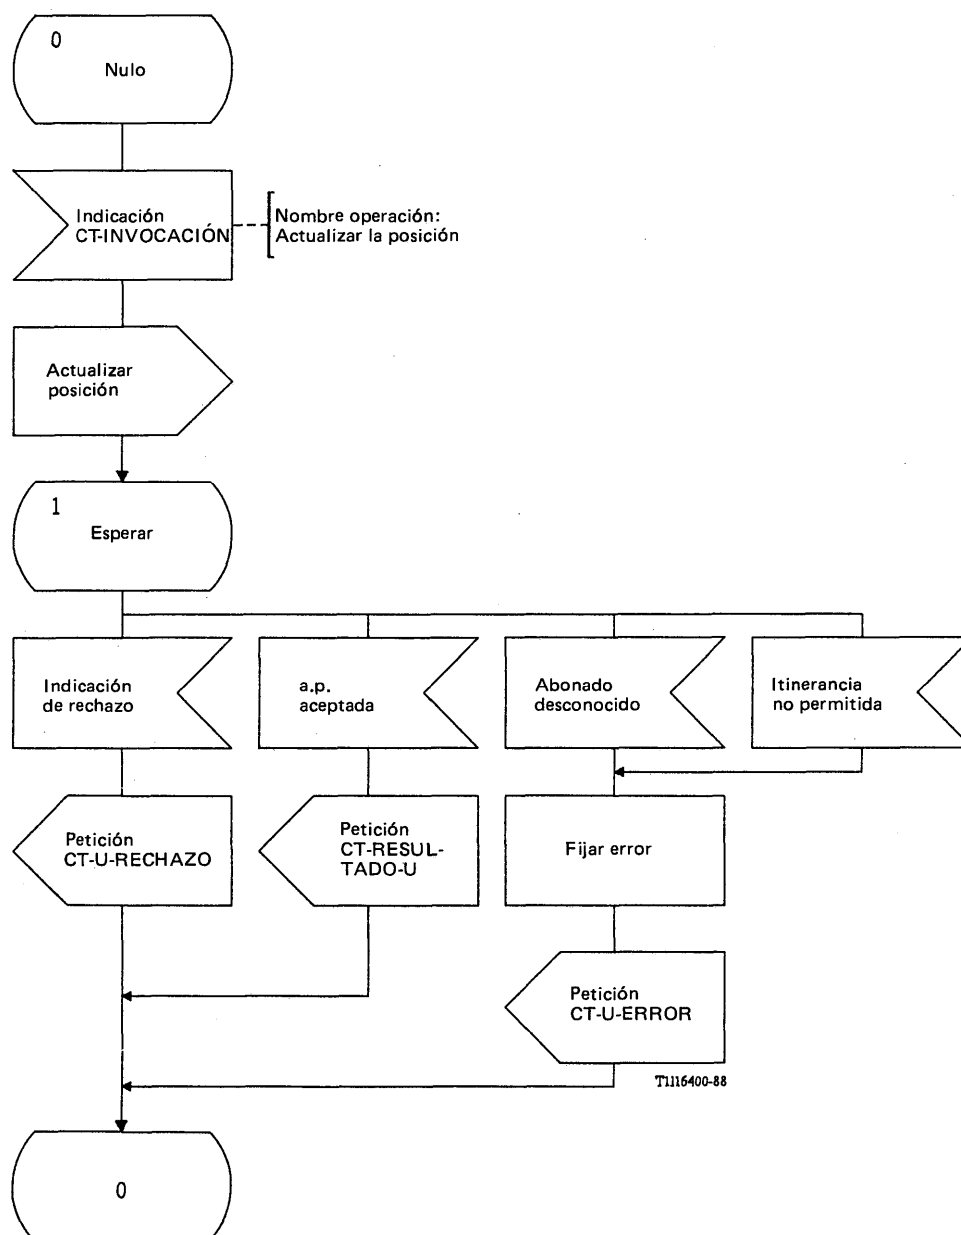 0
Nulo
Indicación
CT-INVOCACIÓN
Nombre operación:
Actualizar la posición
Actualizar
posición
1
Esperar
Indicación
de rechazo
a.p.
aceptada
Abonado
desconocido
Itinerancia
no permitida
Petición
CT-U-RECHAZO
Petición
CT-RESUL-
TADO-U
Fijar error
Petición
CT-U-ERROR
T1116400-88
0